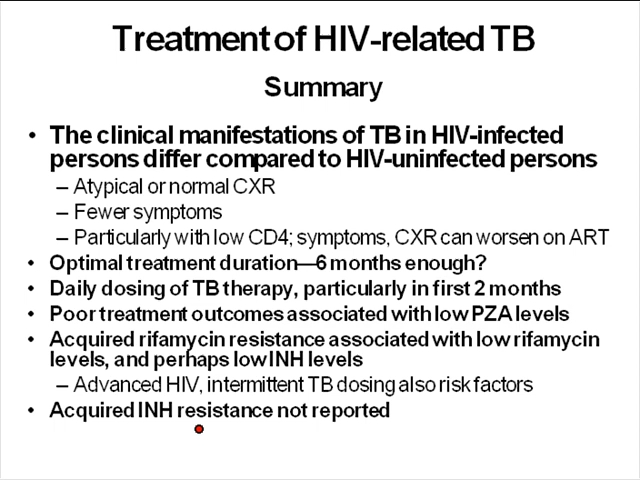 Treatment of HIV-related TB
Summary
• The clinical manifestations of TB in HIV-infected
persons differ compared to HIV-uninfected persons
– Atypical or normal CXR
– Fewer symptoms
– Particularly with low CD4; symptoms, CXR can worsen on ART
• Optimal treatment duration—6 months enough?
• Daily dosing of TB therapy, particularly in first 2 months
• Poor treatment outcomes associated with low PZA levels
• Acquired rifamycin resistance associated with low rifamycin
levels, and perhaps low INH levels
– Advanced HIV, intermittent TB dosing also risk factors
• Acquired INH resistance not reported